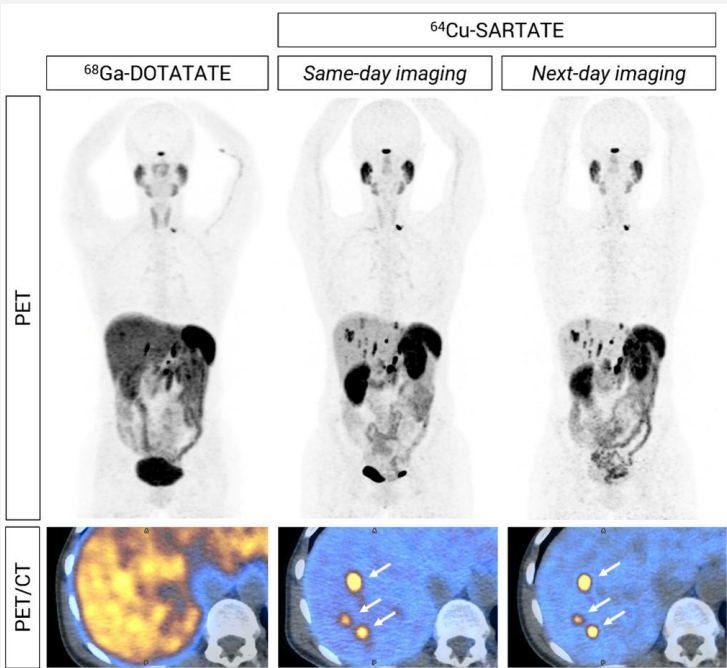 ⁶⁴Cu-SARTATE
⁶⁸Ga-DOTATATE
Same-day imaging
Next-day imaging
PET
PET/CT